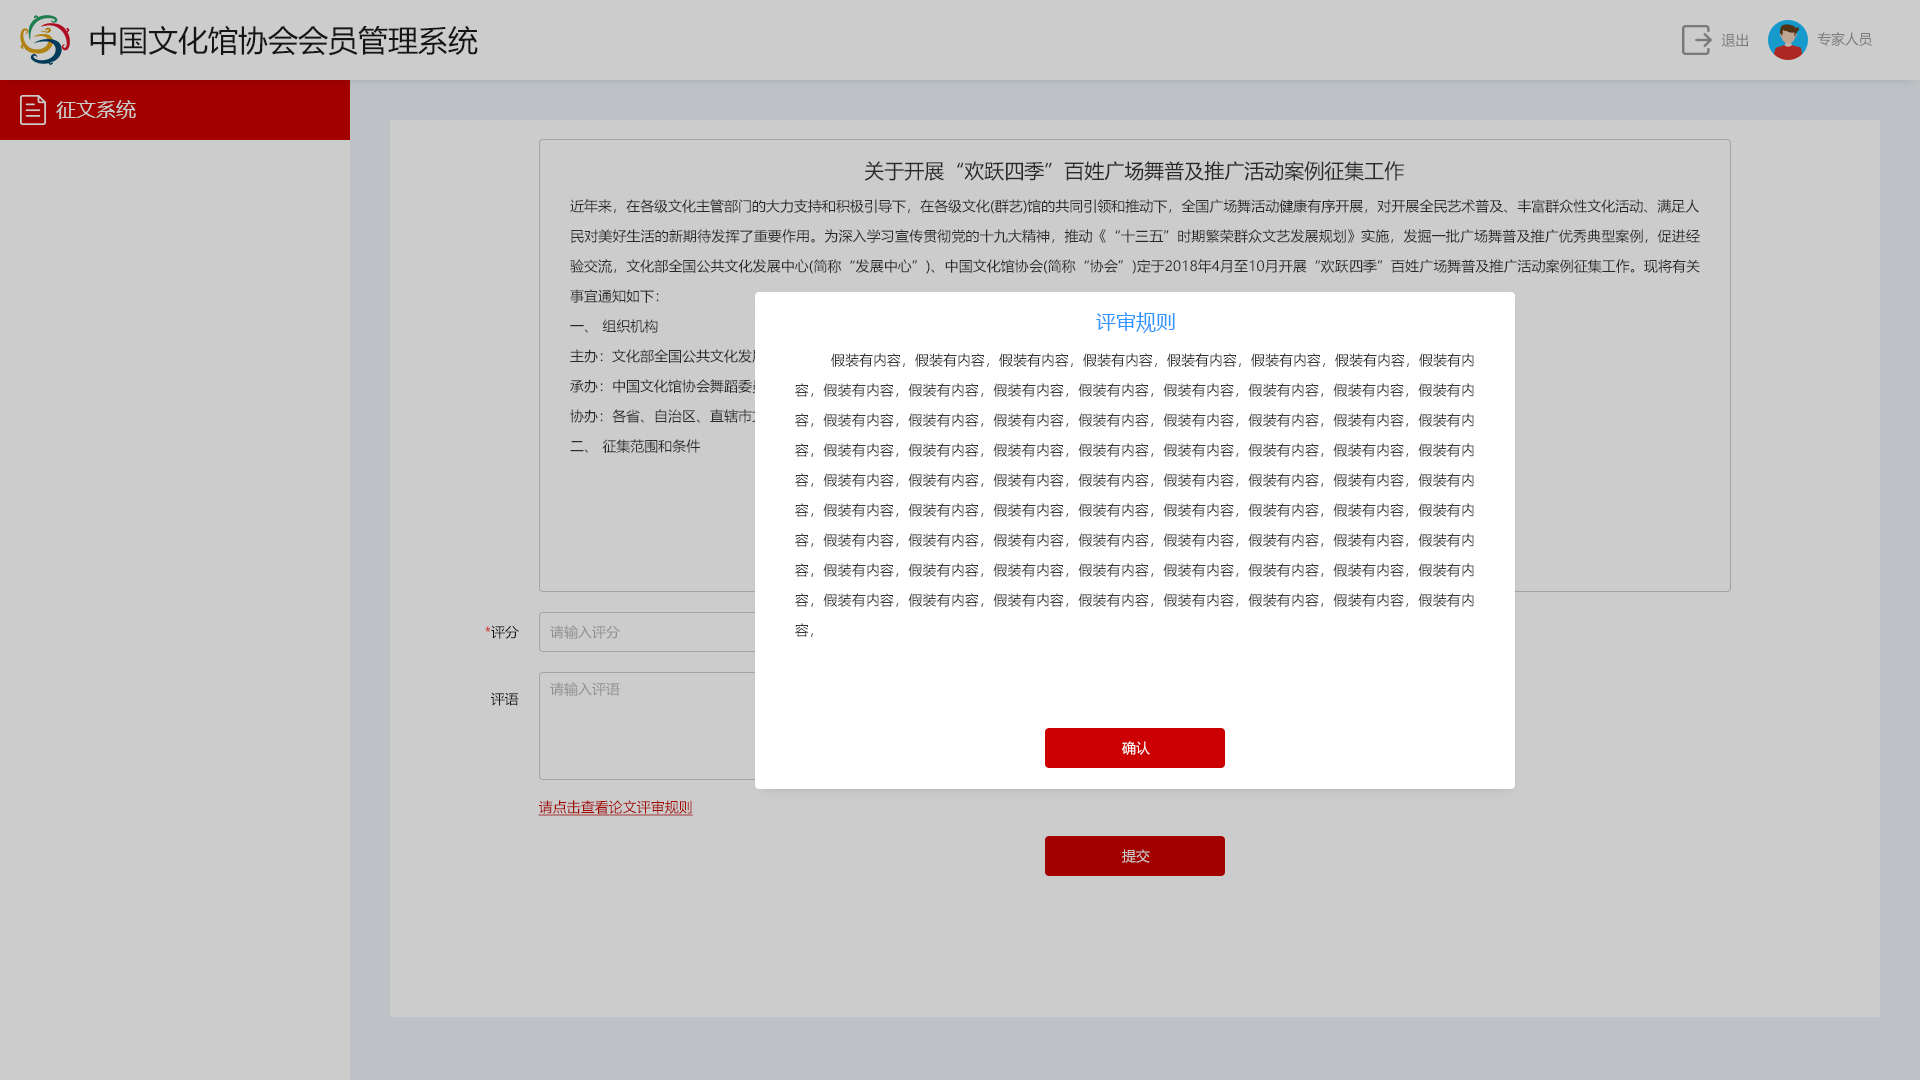 中国文化馆协会会员管理系统
退出
专家人员
征文系统
关于开展“欢跃四季”百姓广场舞普及推广活动案例征集工作
近年来，在各级文化主管部门的大力支持和积极引导下，在各级文化(群艺)馆的共同引领和推动下，全国广场舞活动健康有序开展，对开展全民艺术普及、丰富群众性文化活动、满足人
民对美好生活的新期待发挥了重要作用。为深入学习宣传贯彻党的十九大精神，推动《“十三五”时期繁荣群众文艺发展规划》实施，发掘一批广场舞普及推广优秀典型案例，促进经
验交流，文化部全国公共文化发展中心(简称“发展中心”)、中国文化馆协会(简称“协会”)定于2018年4月至10月开展“欢跃四季”百姓广场舞普及推广活动案例征集工作。现将有关
事宜通知如下：
一、 组织机构
主办：文化部全国公共文化发
承办：中国文化馆协会舞蹈委
协办：各省、自治区、直辖市
二、 征集范围和条件
评审规则
假装有内容，假装有内容，假装有内容，假装有内容，假装有内容，假装有内容，假装有内容，假装有内
容，假装有内容，假装有内容，假装有内容，假装有内容，假装有内容，假装有内容，假装有内容，假装有内
容，假装有内容，假装有内容，假装有内容，假装有内容，假装有内容，假装有内容，假装有内容，假装有内
容，假装有内容，假装有内容，假装有内容，假装有内容，假装有内容，假装有内容，假装有内容，假装有内
容，假装有内容，假装有内容，假装有内容，假装有内容，假装有内容，假装有内容，假装有内容，假装有内
容，假装有内容，假装有内容，假装有内容，假装有内容，假装有内容，假装有内容，假装有内容，假装有内
容，假装有内容，假装有内容，假装有内容，假装有内容，假装有内容，假装有内容，假装有内容，假装有内
容，假装有内容，假装有内容，假装有内容，假装有内容，假装有内容，假装有内容，假装有内容，假装有内
容，假装有内容，假装有内容，假装有内容，假装有内容，假装有内容，假装有内容，假装有内容，假装有内
容，
确认
*评分
请输入评分
评语
请输入评语
请点击查看论文评审规则
提交